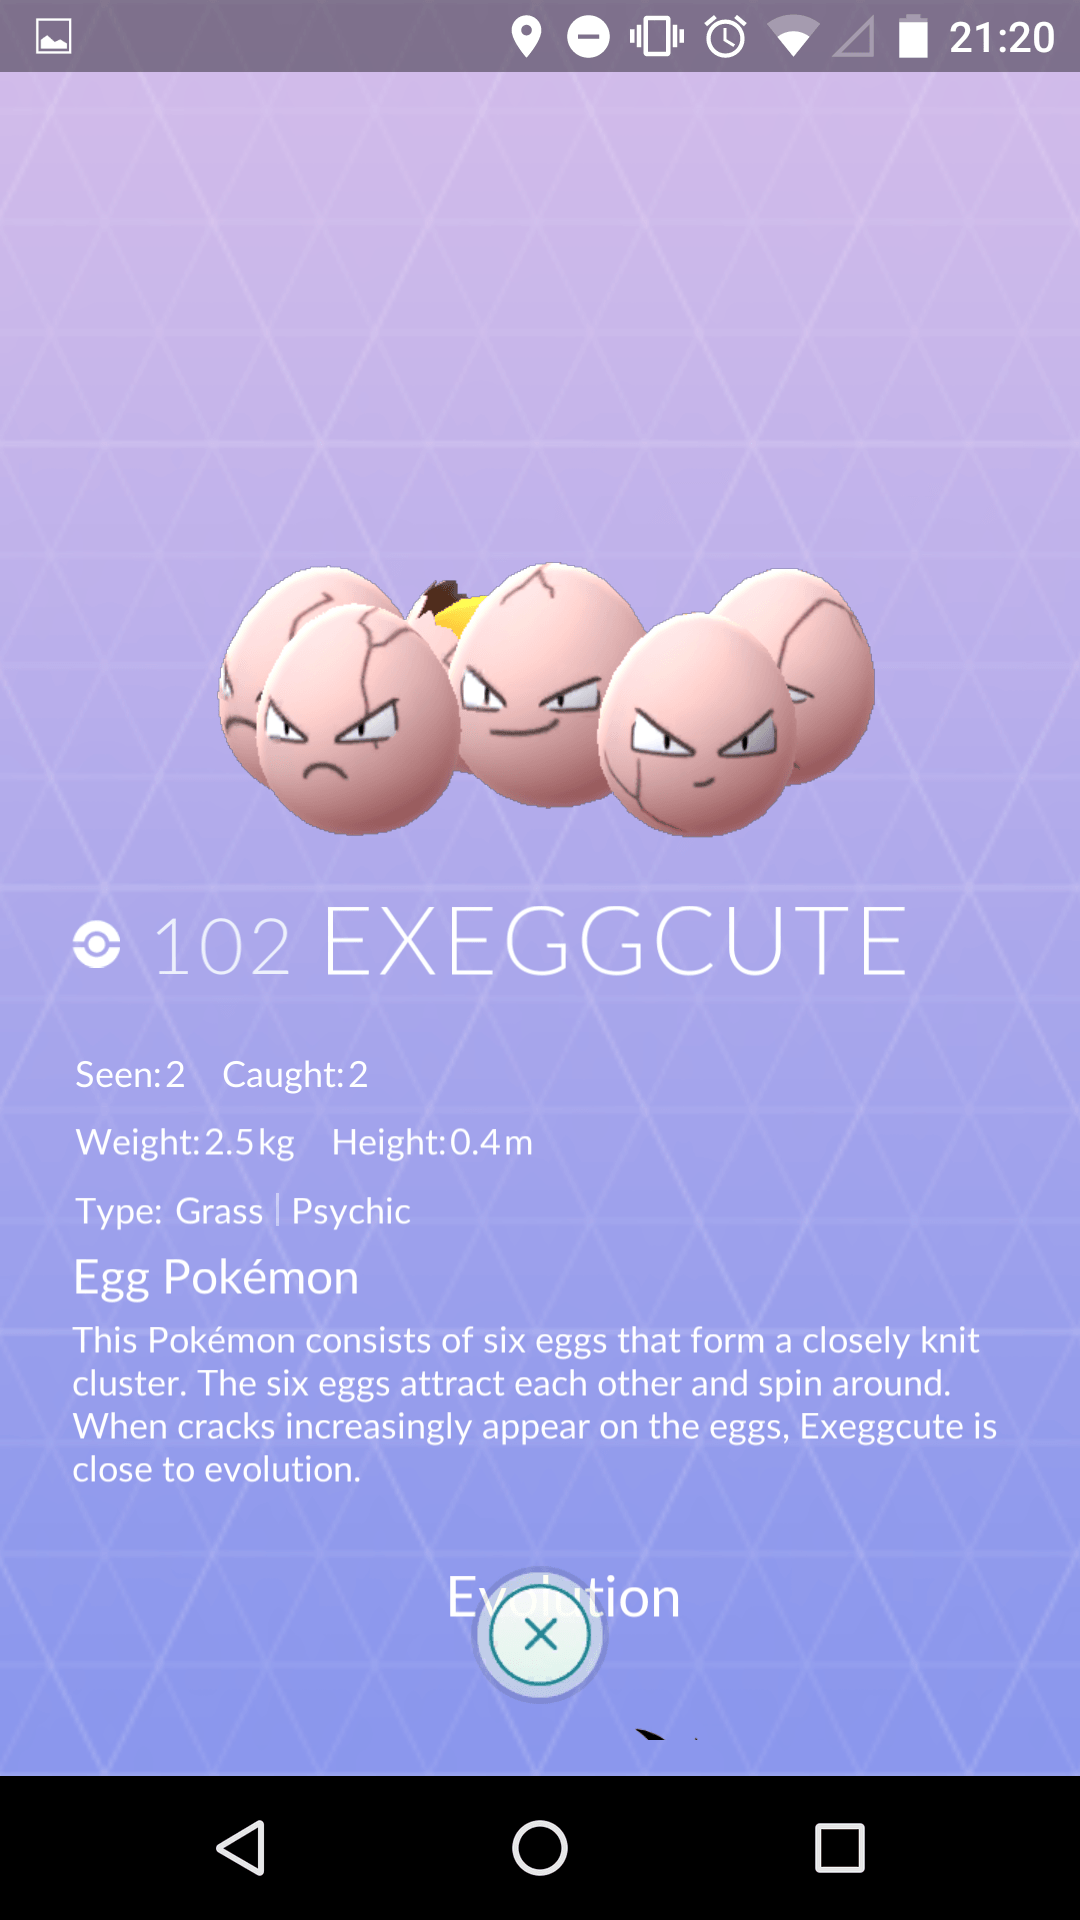 21:20
102 EXEGGCUTE
Seen: 2 Caught: 2
Weight: 2.5 kg Height: 0.4 m
Type: Grass | Psychic
Egg Pokémon
This Pokémon consists of six eggs that form a closely knit
cluster. The six eggs attract each other and spin around.
When cracks increasingly appear on the eggs, Exeggcute is
close to evolution.
Evolution